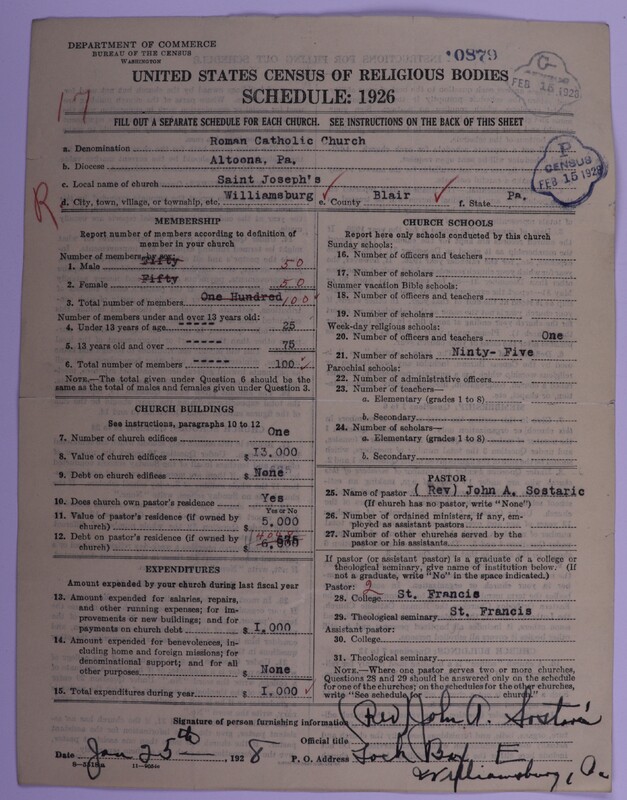 DEPARTMENT OF COMMERCE
BUREAU OF THE CENSUS
WASHINGTON
0879
C
FEB 15 1928
UNITED STATES CENSUS OF RELIGIOUS BODIES
SCHEDULE: 1926
17
FILL OUT A SEPARATE SCHEDULE FOR EACH CHURCH. SEE INSTRUCTIONS ON THE BACK OF THIS SHEET
P
CENSUS
FEB 15 1928
a. Denomination Roman Catholic Church
b. Diocese Altoona, Pa.
c. Local name of church Saint Joseph's
R
d. City, town, village, or township, etc. Williamsburg e. County Blair f. State Pa.
MEMBERSHIP
Report number of members according to definition of
member in your church
Number of members by sex:
1. Male Fifty 50
2. Female Fifty 50
3. Total number of members One Hundred 100
Number of members under and over 13 years old:
4. Under 13 years of age ----- 25
5. 13 years old and over ----- 75
6. Total number of members ----- 100
NOTE.—The total given under Question 6 should be
same as the total of males and females given under Question 3.
CHURCH BUILDINGS
See instructions, paragraphs 10 to 12
7. Number of church edifices One
8. Value of church edifices $ 13.000
9. Debt on church edifices $ None
10. Does church own pastor's residence Yes
Yes or No
11. Value of pastor's residence (if owned by
church) $ 5.000
12. Debt on pastor's residence (if owned by
church) $
EXPENDITURES
Amount expended by your church during last fiscal year
13. Amount expended for salaries, repairs,
and other running expenses; for im-
provements or new buildings; and for
payments on church debt $ 1.000
14. Amount expended for benevolences, in-
cluding home and foreign missions; for
denominational support; and for all
other purposes $ None
15. Total expenditures during year $ 1.000
CHURCH SCHOOLS
Report here only schools conducted by this church
Sunday schools:
16. Number of officers and teachers
17. Number of scholars
Summer vacation Bible schools:
18. Number of officers and teachers
19. Number of scholars
Week-day religious schools:
20. Number of officers and teachers One
21. Number of scholars Ninty- Five
Parochial schools:
22. Number of administrative officers
23. Number of teachers—
a. Elementary (grades 1 to 8)
b. Secondary
24. Number of scholars—
a. Elementary (grades 1 to 8)
b. Secondary
PASTOR
25. Name of pastor (Rev) John A. Sostaric
(If church has no pastor, write "None")
26. Number of ordained ministers, if any, em-
ployed as assistant pastors
27. Number of other churches served by the
pastor or his assistants
If pastor (or assistant pastor) is a graduate of a college or
theological seminary, give name of institution below. (If
not a graduate, write "No" in the space indicated.)
Pastor: 2
28. College St. Francis
29. Theological seminary St. Francis
Assistant pastor:
30. College
31. Theological seminary
NOTE.—Where one pastor serves two or more churches,
Questions 28 and 29 should be answered only on the schedule
for one of the churches; on the schedules for the other churches,
write "See schedule for church."
Signature of person furnishing information (Rev) John A. Sostaric
Official title
Date Jan 25th 1928 P. O. Address Lock Box E
Williamsburg, Pa